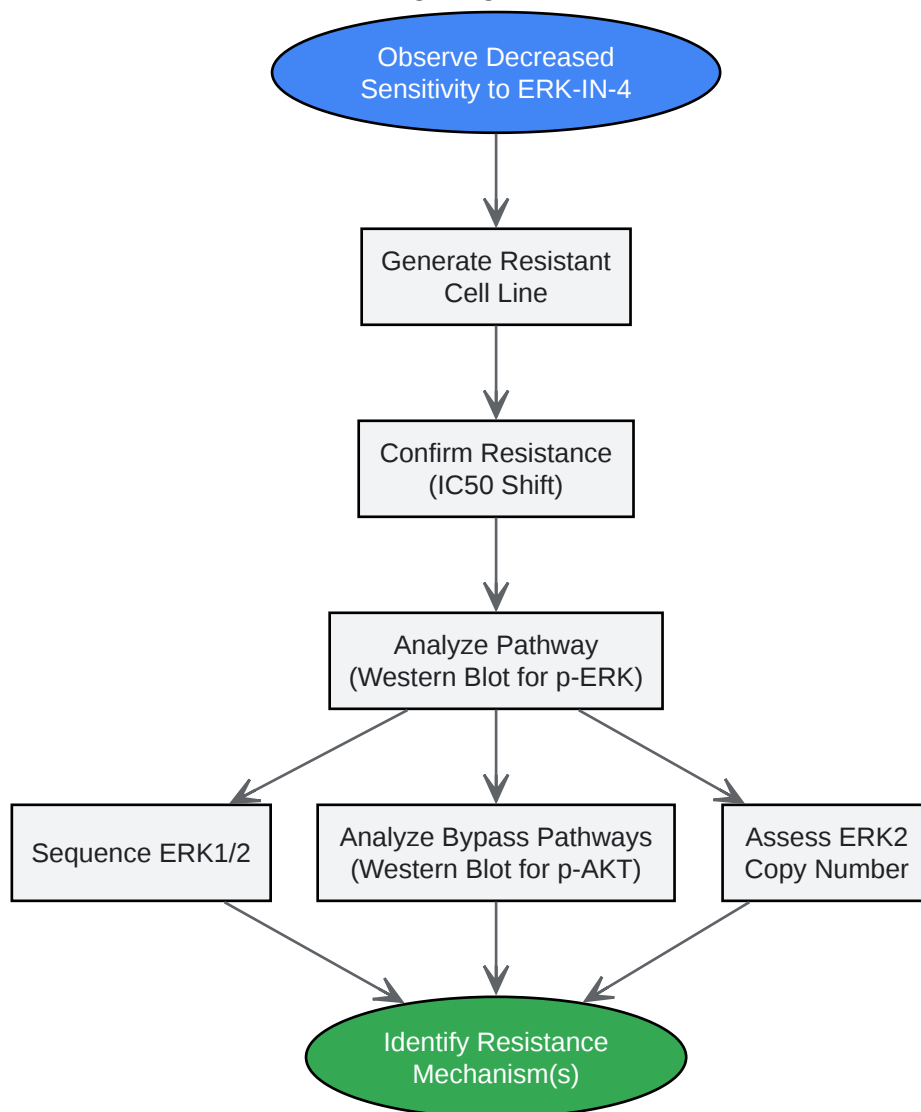 Observe Decreased
Sensitivity to ERK-IN-4
Generate Resistant
Cell Line
Confirm Resistance
(IC50 Shift)
Analyze Pathway
(Western Blot for p-ERK)
Sequence ERK1/2
Analyze Bypass Pathways
(Western Blot for p-AKT)
Assess ERK2
Copy Number
Identify Resistance
Mechanism(s)